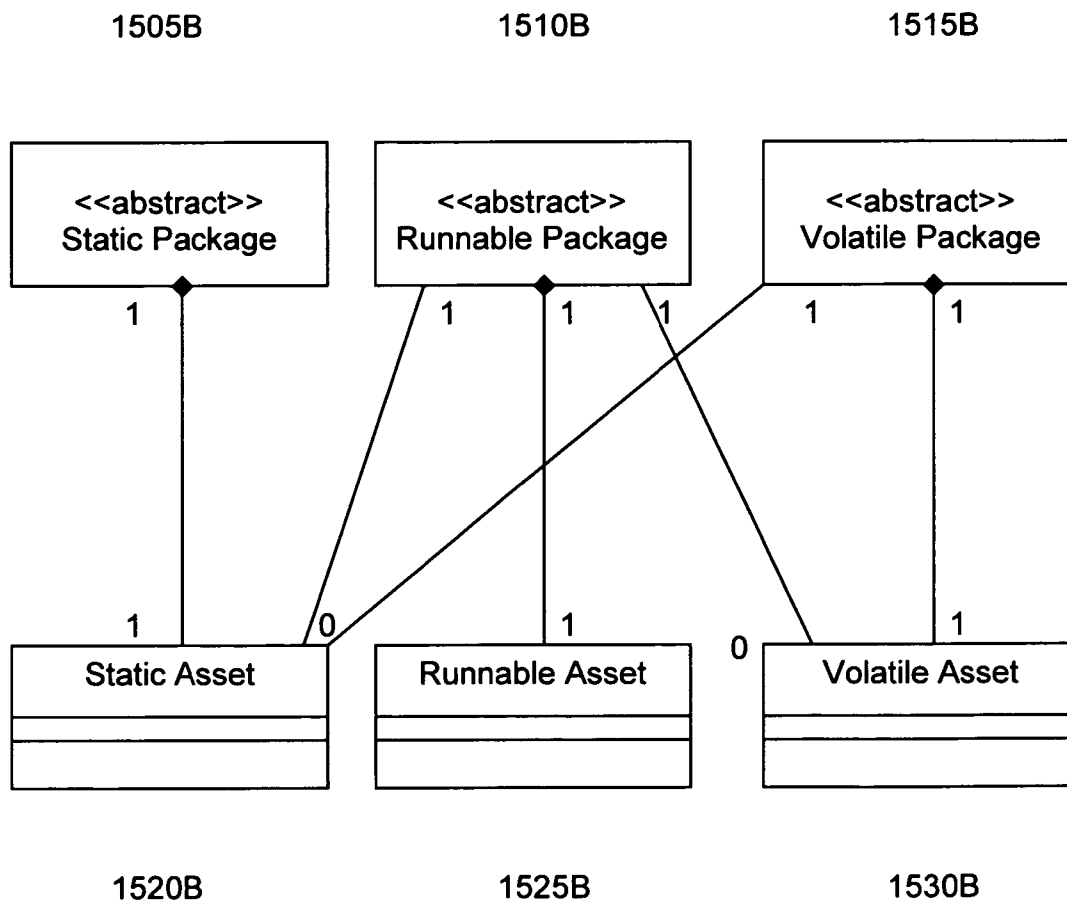 1505B 1510B 1515B
<<abstract>> <<abstract>> <<abstract>>
Static Package Runnable Package Volatile Package
1 1 1 1 1 1
1 0 1 0 1
Static Asset Runnable Asset Volatile Asset
1520B 1525B 1530B